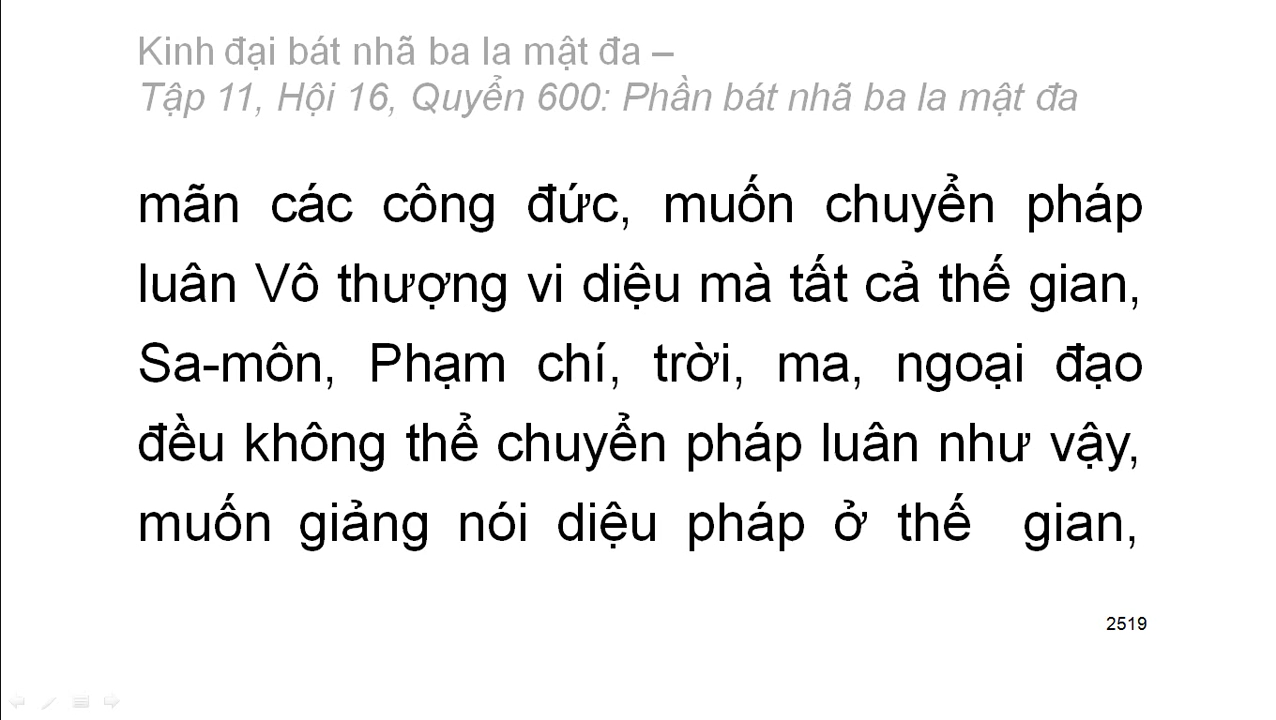 Kinh đại bát nhã ba la mật đa –
Tập 11, Hội 16, Quyển 600: Phần bát nhã ba la mật đa
mãn các công đức, muốn chuyển pháp
luân Vô thượng vi diệu mà tất cả thế gian,
Sa-môn, Phạm chí, trời, ma, ngoại đạo
đều không thể chuyển pháp luân như vậy,
muốn giảng nói diệu pháp ở thế gian,
2519